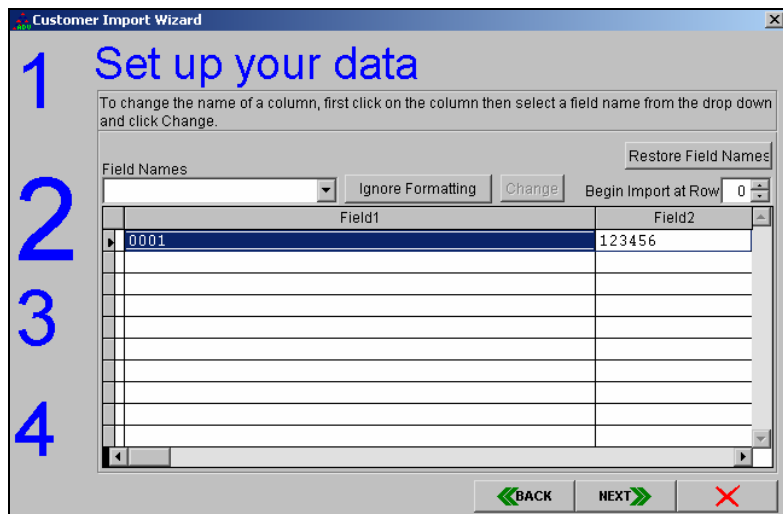 Customer Import Wizard
1
Set up your data
To change the name of a column, first click on the column then select a field name from the drop down
and click Change.
Restore Field Names
Field Names
Ignore Formatting
Change
Begin Import at Row
0
2
Field1
Field2
0001
123456
3
4
BACK
NEXT